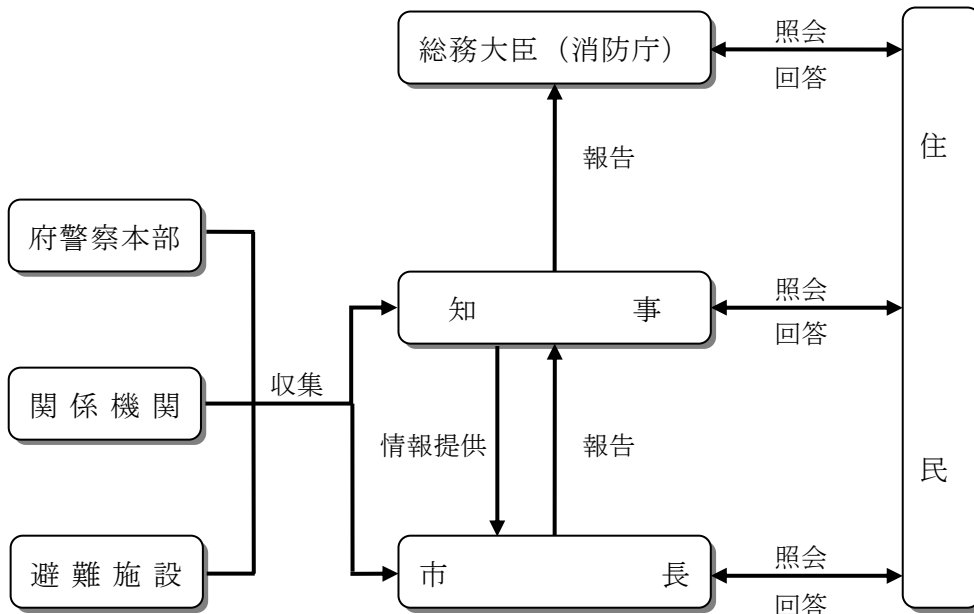 総務大臣（消防庁）
照会
回答
住
報告
府警察本部
知事
照会
回答
関係機関
収集
情報提供
報告
民
避難施設
市長
照会
回答